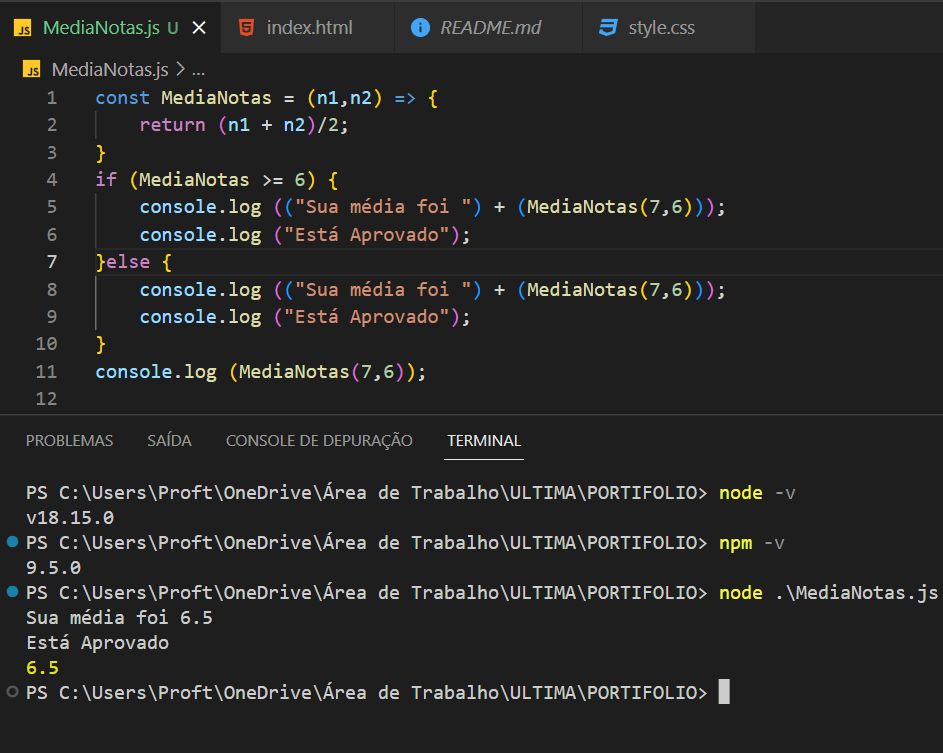 JS MediaNotas.js U × index.html README.md style.css
JS MediaNotas.js > ...
1 const MediaNotas = (n1,n2) => {
2     return (n1 + n2)/2;
3 }
4 if (MediaNotas >= 6) {
5     console.log (("Sua média foi ") + (MediaNotas(7,6)));
6     console.log ("Está Aprovado");
7 }else {
8     console.log (("Sua média foi ") + (MediaNotas(7,6)));
9     console.log ("Está Aprovado");
10 }
11 console.log (MediaNotas(7,6));
12
PROBLEMAS SAÍDA CONSOLE DE DEPURAÇÃO TERMINAL
PS C:\Users\Proft\OneDrive\Área de Trabalho\ULTIMA\PORTIFOLIO> node -v
v18.15.0
PS C:\Users\Proft\OneDrive\Área de Trabalho\ULTIMA\PORTIFOLIO> npm -v
9.5.0
PS C:\Users\Proft\OneDrive\Área de Trabalho\ULTIMA\PORTIFOLIO> node .\MediaNotas.js
Sua média foi 6.5
Está Aprovado
6.5
PS C:\Users\Proft\OneDrive\Área de Trabalho\ULTIMA\PORTIFOLIO>